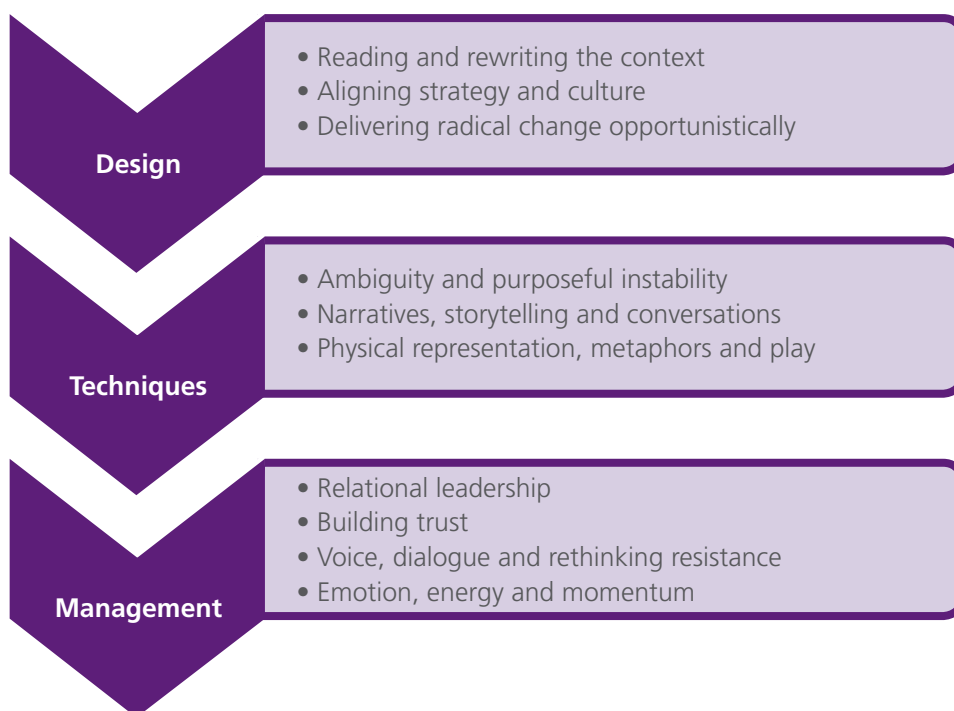 Design
• Reading and rewriting the context
• Aligning strategy and culture
• Delivering radical change opportunistically
Techniques
• Ambiguity and purposeful instability
• Narratives, storytelling and conversations
• Physical representation, metaphors and play
Management
• Relational leadership
• Building trust
• Voice, dialogue and rethinking resistance
• Emotion, energy and momentum